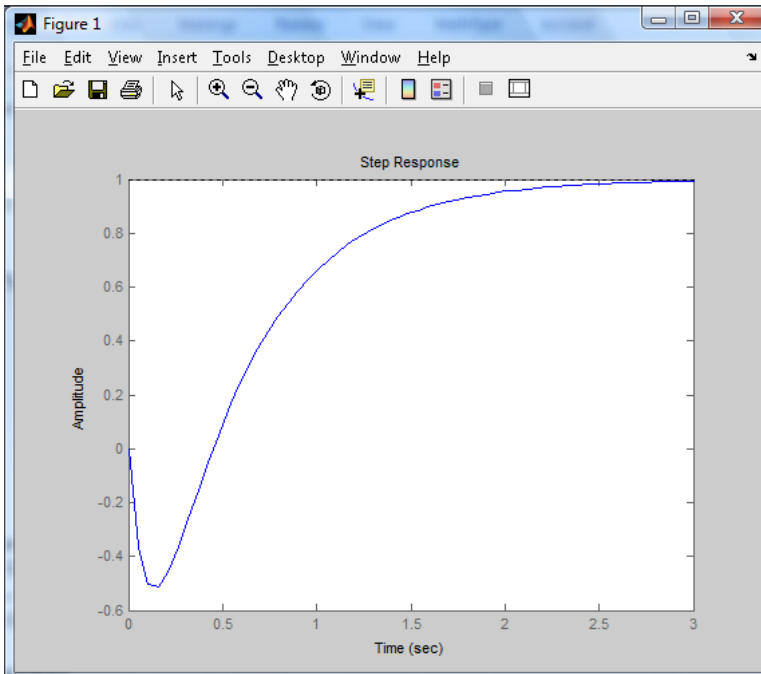 Figure 1
File Edit View Insert Tools Desktop Window Help
Step Response
1
0.8
0.6
0.4
0.2
0
-0.2
-0.4
-0.6
Amplitude
0 0.5 1 1.5 2 2.5 3
Time (sec)